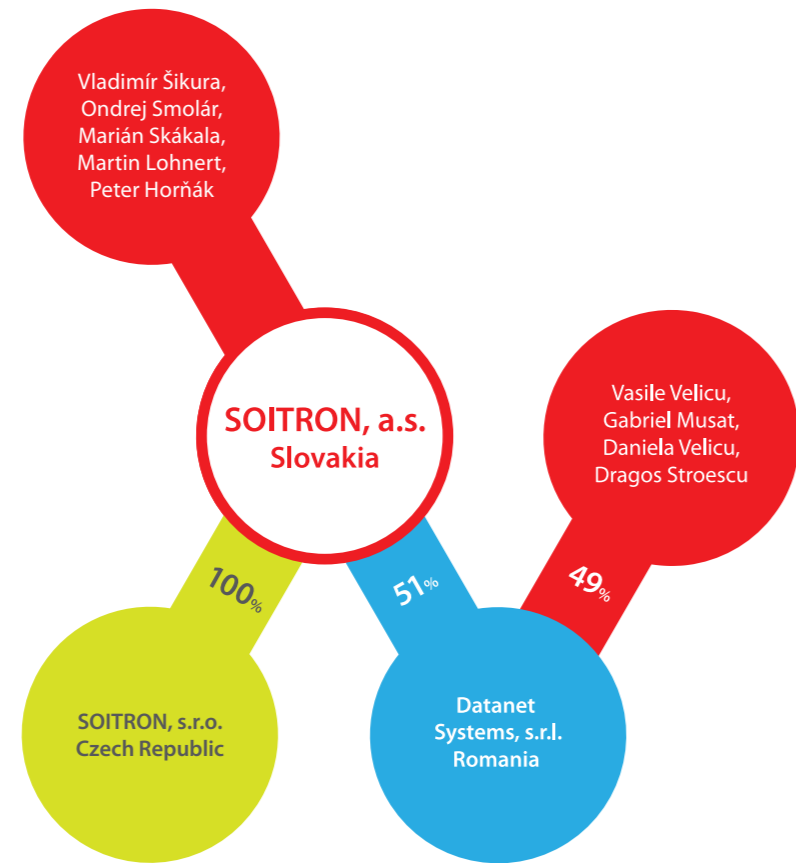 Vladimír Šikura,
Ondrej Smolár,
Marián Skákala,
Martin Lohnert,
Peter Horňák
SOITRON, a.s.
Slovakia
Vasile Velicu,
Gabriel Musat,
Daniela Velicu,
Dragos Stroescu
100%
51%
49%
SOITRON, s.r.o.
Czech Republic
Datanet
Systems, s.r.l.
Romania